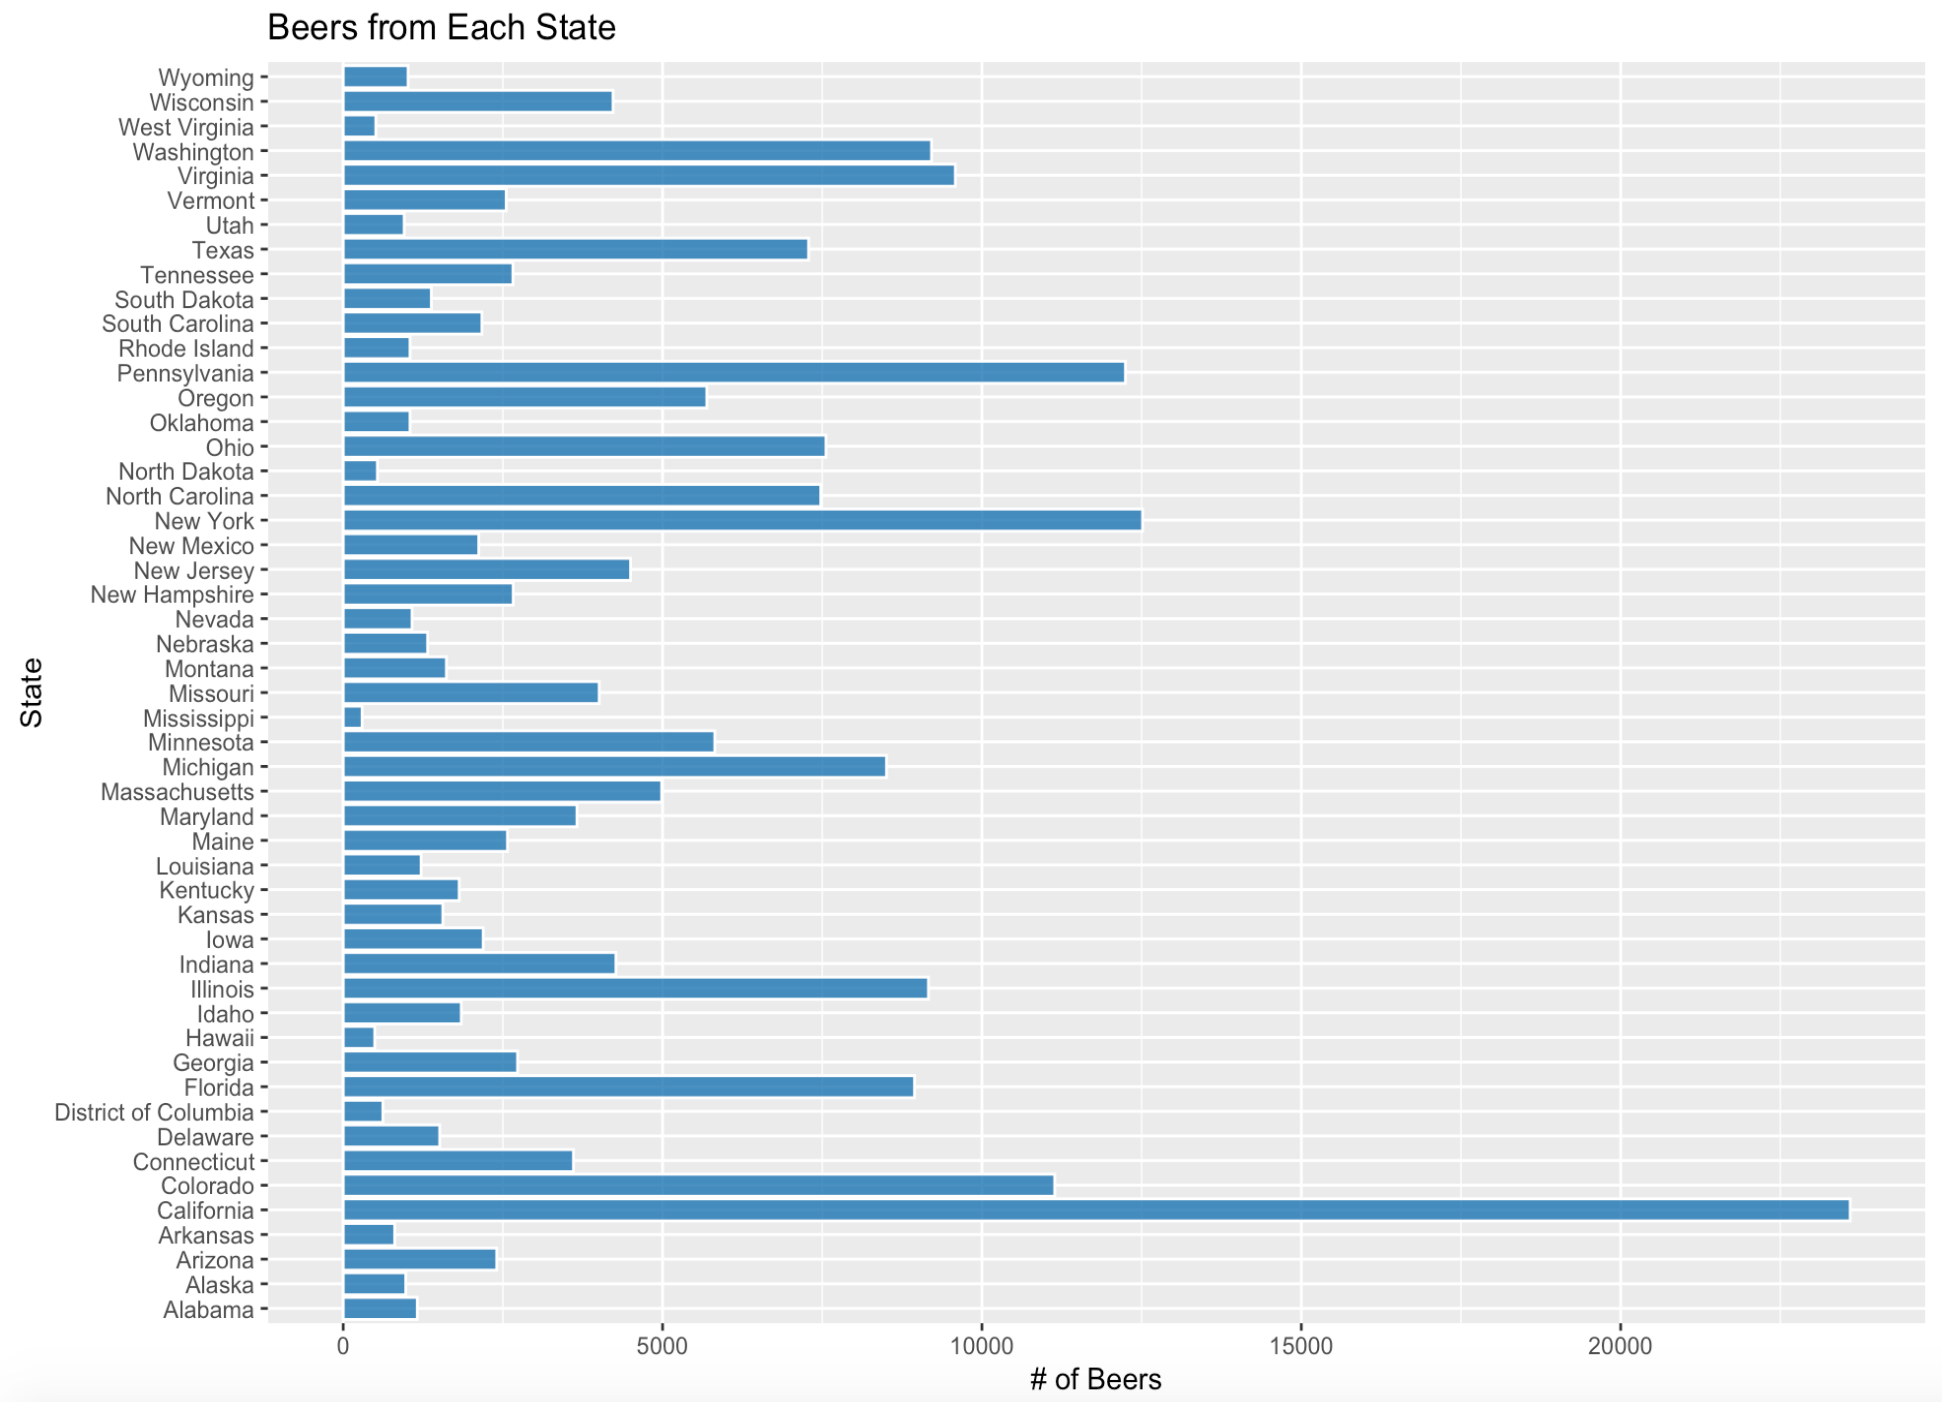 Beers from Each State
Wyoming
Wisconsin
West Virginia
Washington
Virginia
Vermont
Utah
Texas
Tennessee
South Dakota
South Carolina
Rhode Island
Pennsylvania
Oregon
Oklahoma
Ohio
North Dakota
North Carolina
New York
New Mexico
New Jersey
New Hampshire
Nevada
Nebraska
Montana
Missouri
Mississippi
Minnesota
Michigan
Massachusetts
Maryland
Maine
Louisiana
Kentucky
Kansas
Iowa
Indiana
Illinois
Idaho
Hawaii
Georgia
Florida
District of Columbia
Delaware
Connecticut
Colorado
California
Arkansas
Arizona
Alaska
Alabama
State
0 5000 10000 15000 20000
# of Beers